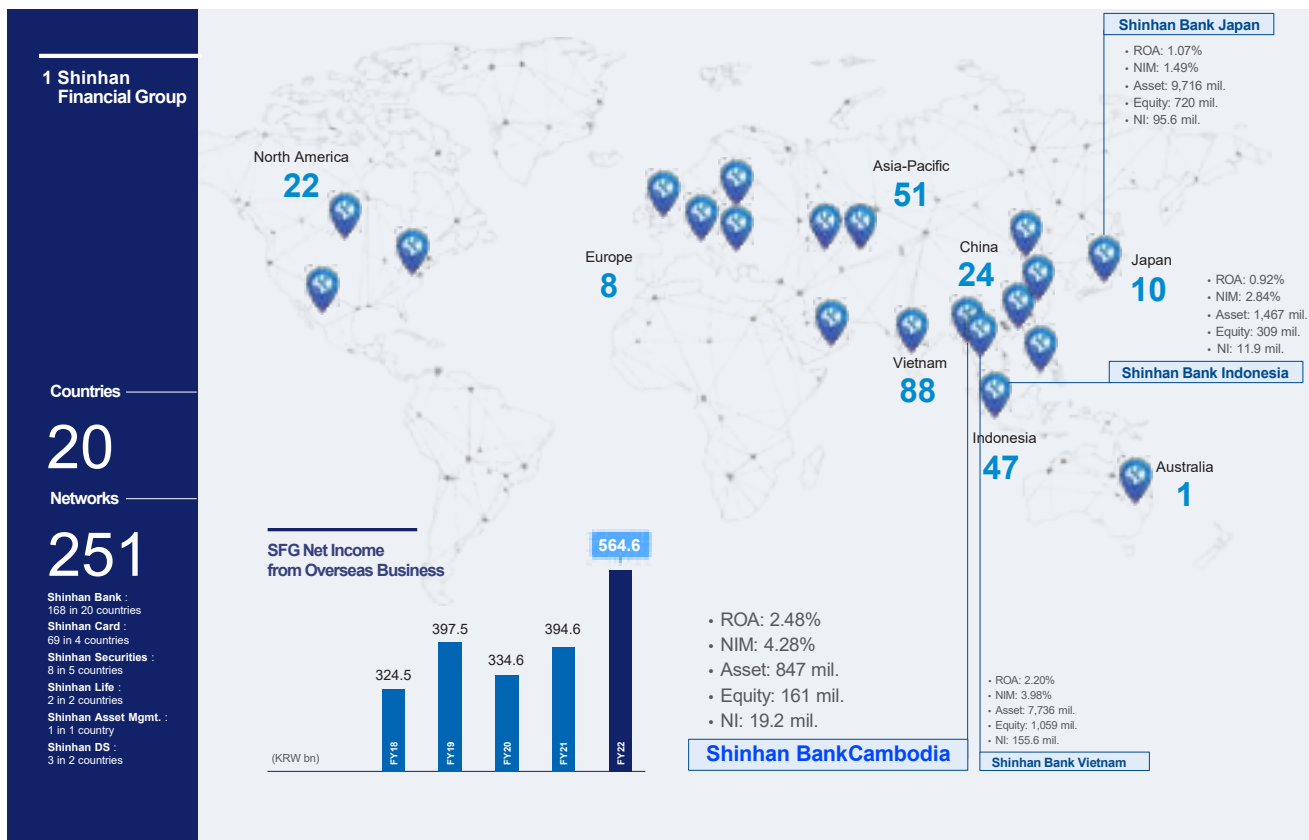 1 Shinhan
Financial Group
Countries
20
Networks
251
Shinhan Bank :
168 in 20 countries
Shinhan Card :
69 in 4 countries
Shinhan Securities :
8 in 5 countries
Shinhan Life :
2 in 2 countries
Shinhan Asset Mgmt. :
1 in 1 country
Shinhan DS :
3 in 2 countries
North America
22
Europe
8
Asia-Pacific
51
China
24
Japan
10
Vietnam
88
Indonesia
47
Australia
1
Shinhan Bank Japan
• ROA: 1.07%
• NIM: 1.49%
• Asset: 9,716 mil.
• Equity: 720 mil.
• NI: 95.6 mil.
• ROA: 0.92%
• NIM: 2.84%
• Asset: 1,467 mil.
• Equity: 309 mil.
• NI: 11.9 mil.
Shinhan Bank Indonesia
SFG Net Income
from Overseas Business
324.5
397.5
334.6
394.6
564.6
FY18
FY19
FY20
FY21
FY22
(KRW bn)
• ROA: 2.48%
• NIM: 4.28%
• Asset: 847 mil.
• Equity: 161 mil.
• NI: 19.2 mil.
Shinhan BankCambodia
• ROA: 2.20%
• NIM: 3.98%
• Asset: 7,736 mil.
• Equity: 1,059 mil.
• NI: 155.6 mil.
Shinhan Bank Vietnam